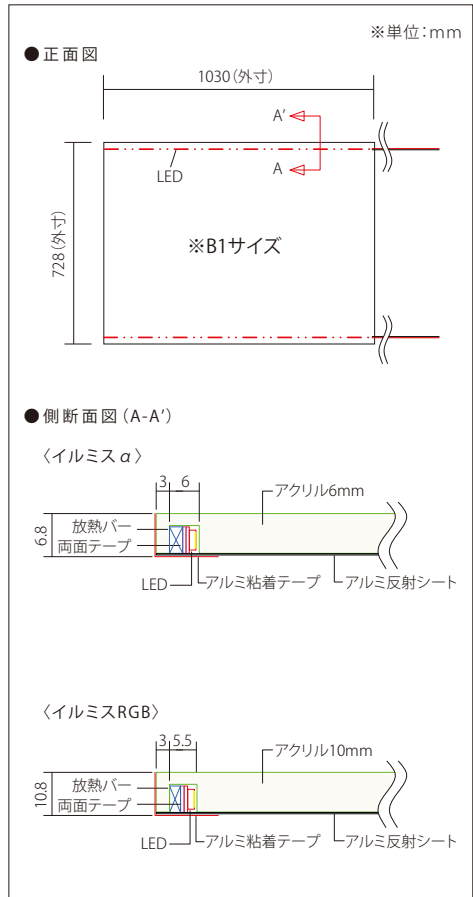 ※単位：mm
●正面図
1030（外寸）
A'
A
LED
728（外寸）
※B1サイズ
●側断面図（A-A'）
〈イルミスα〉
3 6
アクリル6mm
6.8
放熱バー
両面テープ
LED
アルミ粘着テープ
アルミ反射シート
〈イルミスRGB〉
3 5.5
アクリル10mm
10.8
放熱バー
両面テープ
LED
アルミ粘着テープ
アルミ反射シート